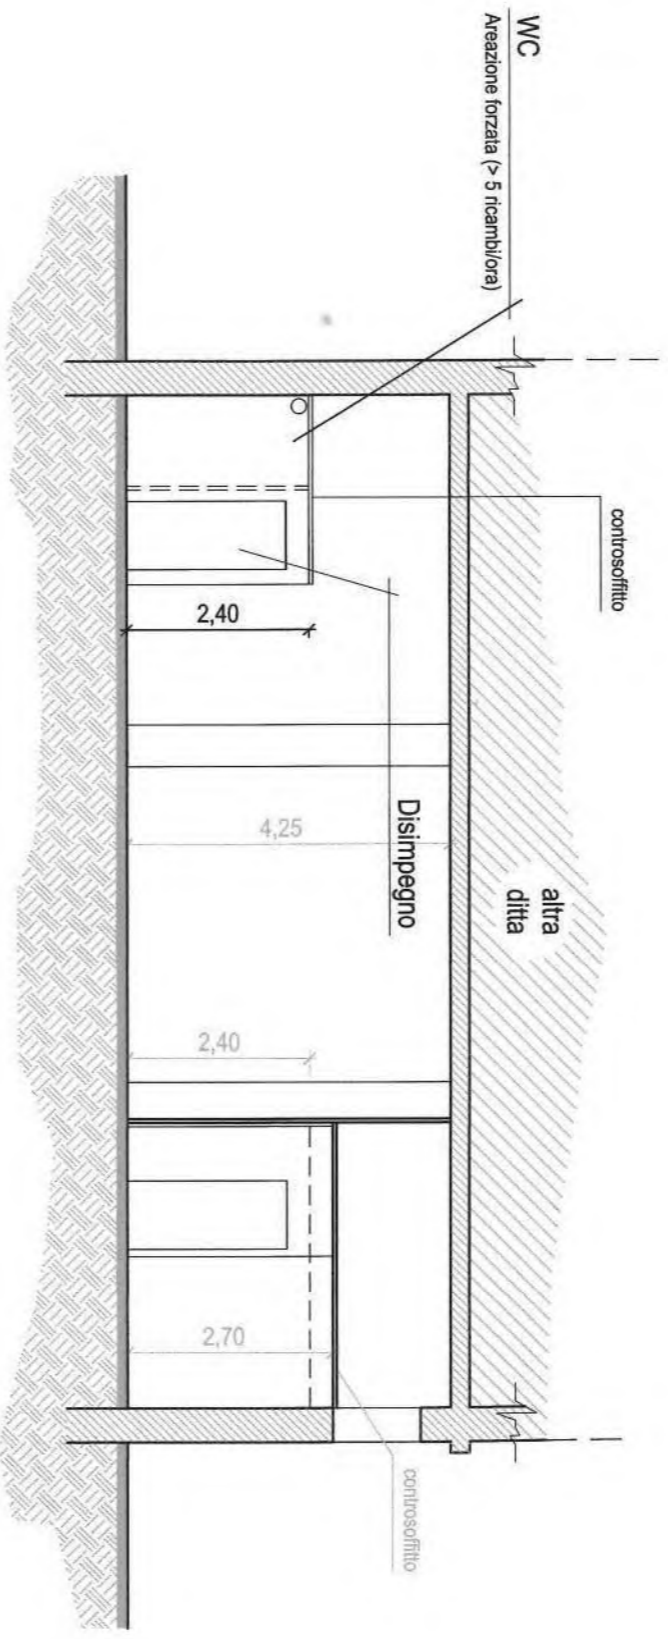 WC
Areazione forzata (> 5 ricambi/ora)
controsoffitto
altra
ditta
Disimpegno
2,40
4,25
2,40
2,70
controsoffitto